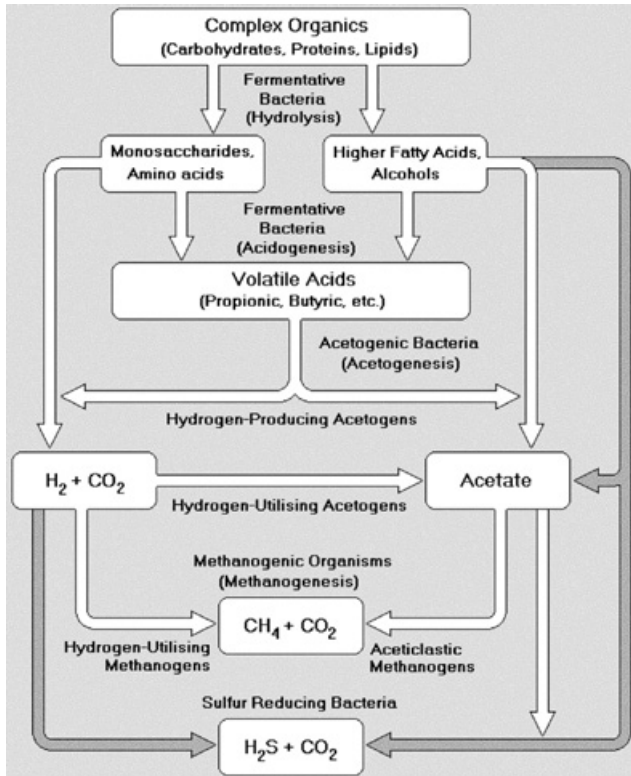 Complex Organics
(Carbohydrates, Proteins, Lipids)
Fermentative
Bacteria
(Hydrolysis)
Monosaccharides,
Amino acids
Higher Fatty Acids,
Alcohols
Fermentative
Bacteria
(Acidogenesis)
Volatile Acids
(Propionic, Butyric, etc.)
Acetogenic Bacteria
(Acetogenesis)
Hydrogen-Producing Acetogens
H₂ + CO₂
Acetate
Hydrogen-Utilising Acetogens
Methanogenic Organisms
(Methanogenesis)
CH₄ + CO₂
Hydrogen-Utilising
Methanogens
Aceticlastic
Methanogens
Sulfur Reducing Bacteria
H₂S + CO₂